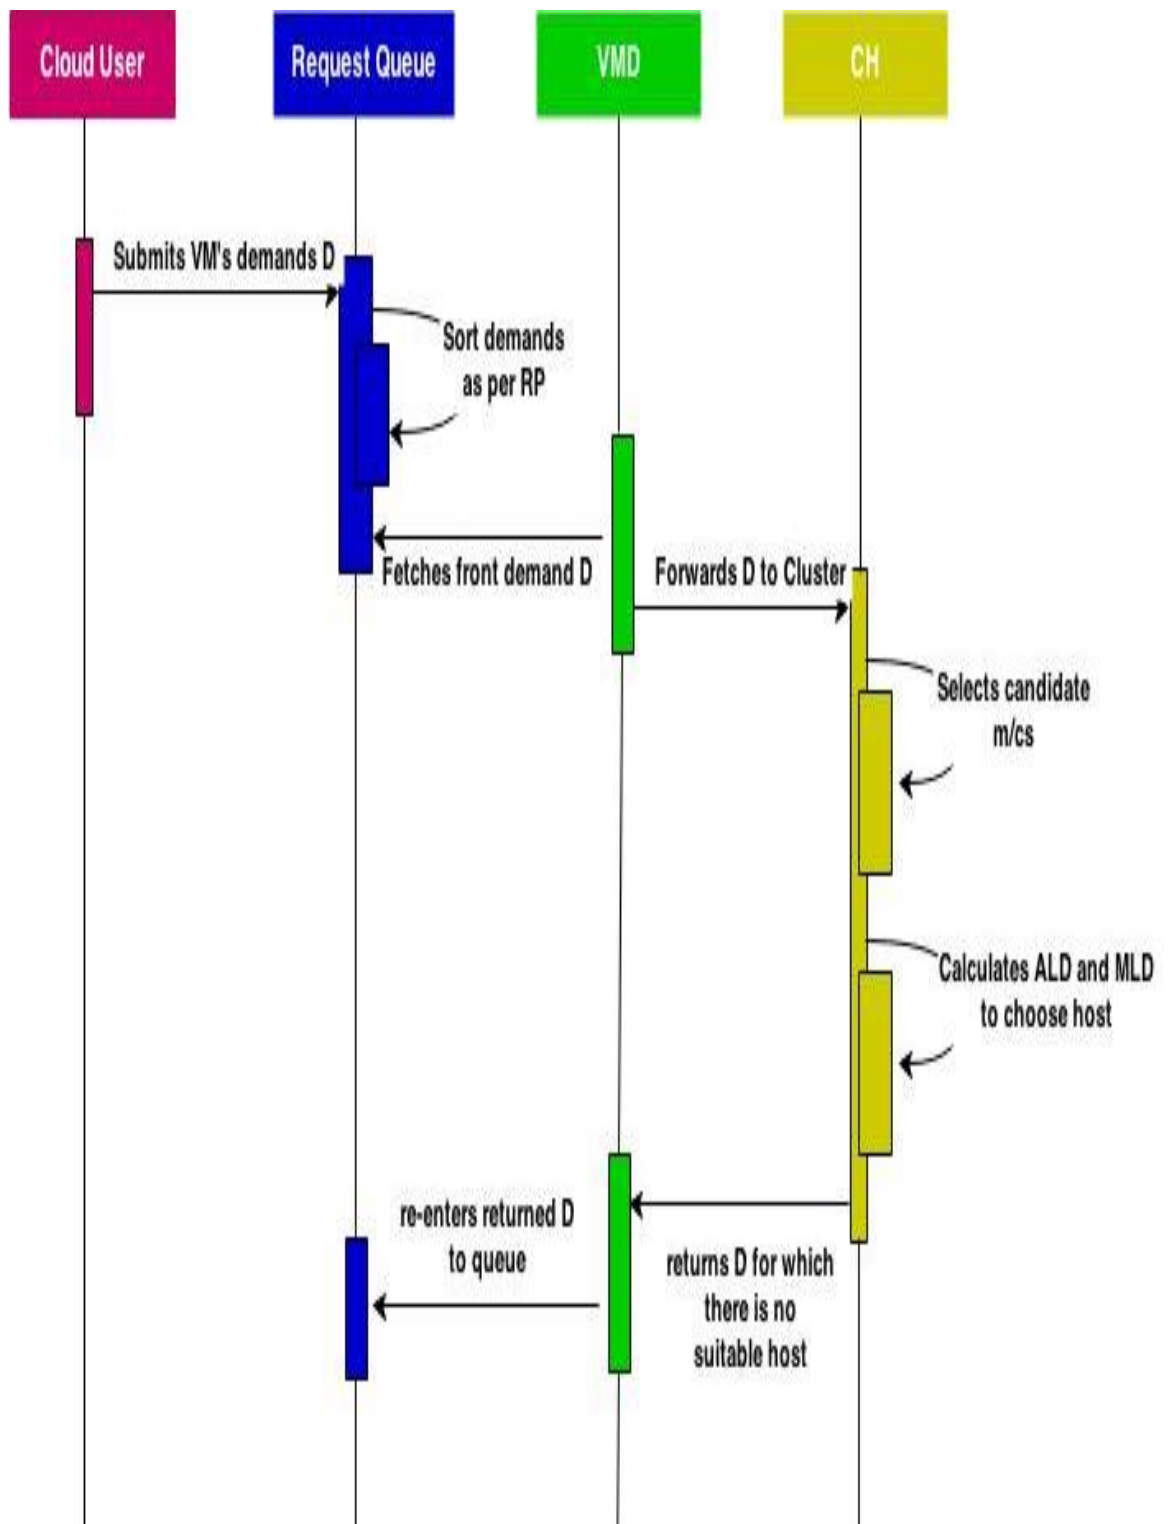 Cloud User
Request Queue
VMD
CH
Submits VM's demands D
Sort demands
as per RP
Fetches front demand D
Forwards D to Cluster
Selects candidate
m/cs
Calculates ALD and MLD
to choose host
re-enters returned D
to queue
returns D for which
there is no
suitable host